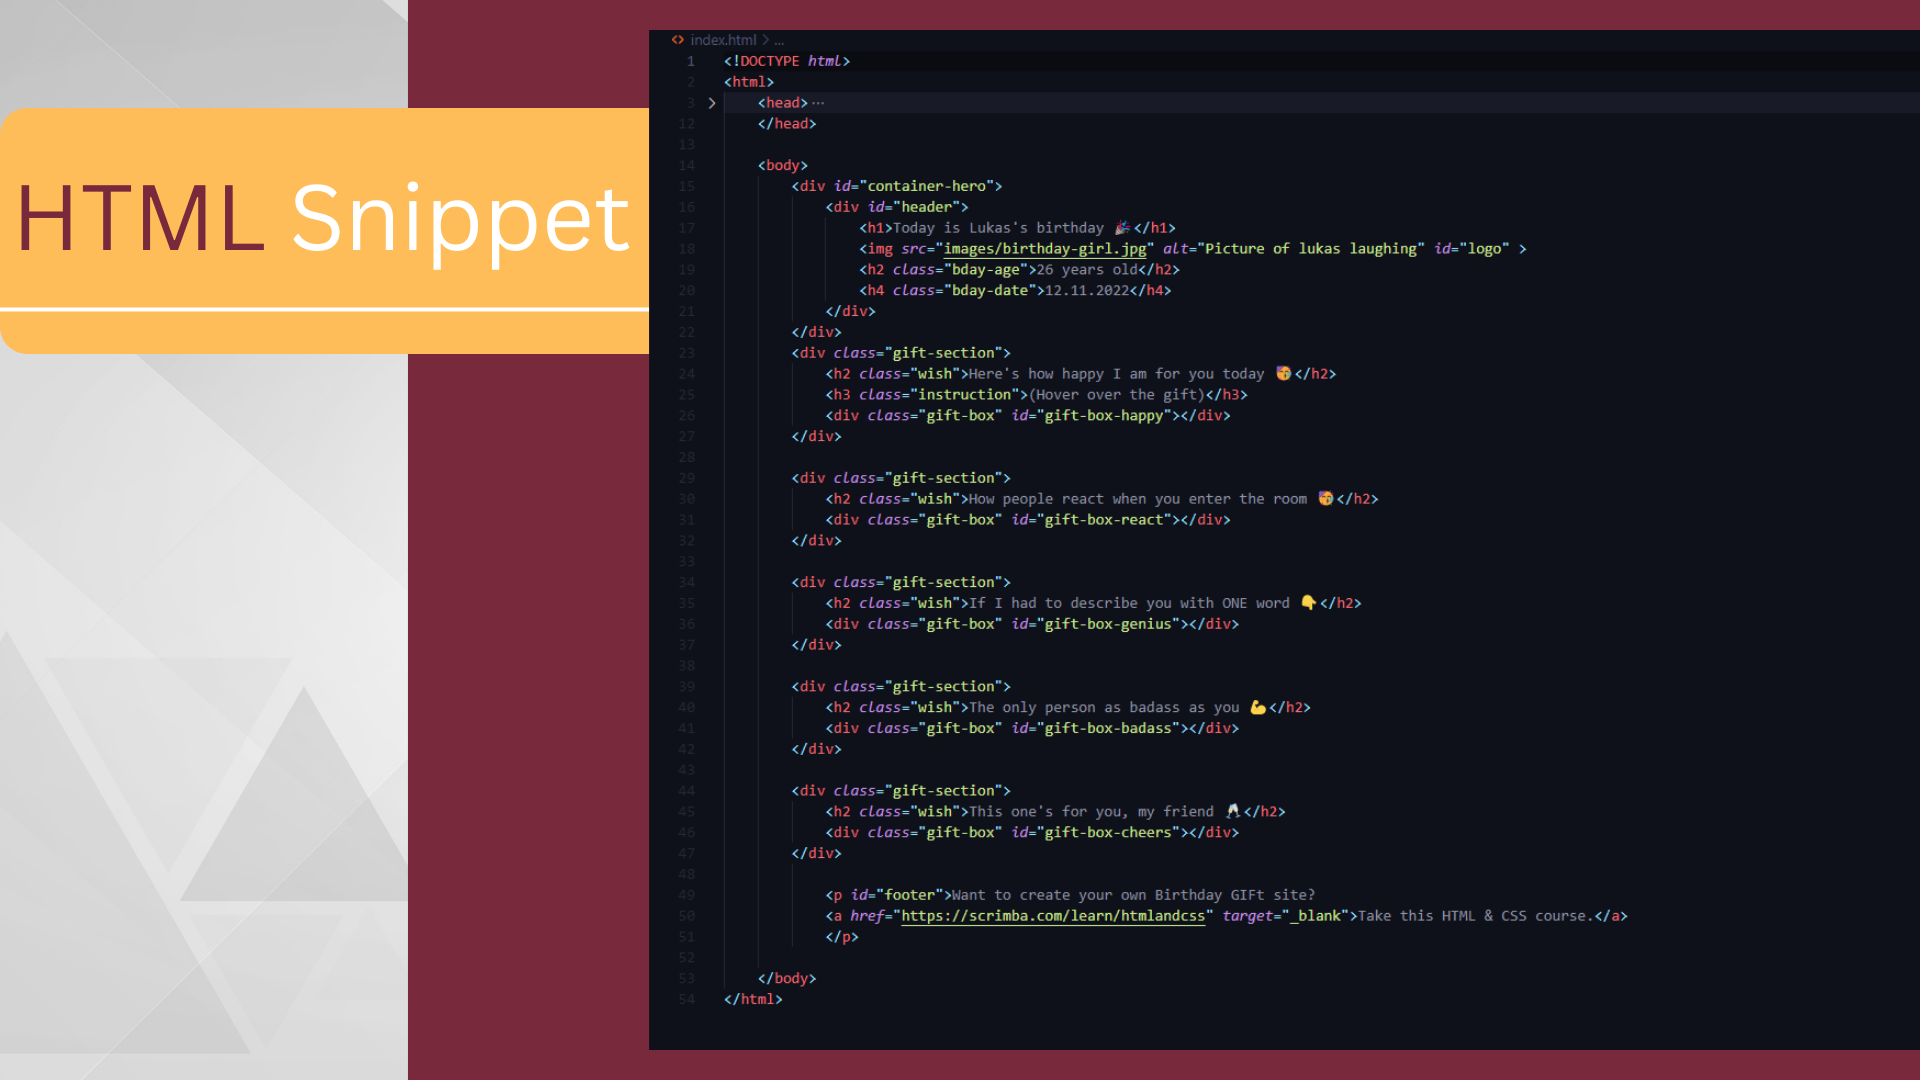 HTML Snippet
<> index.html > ...
1 <!DOCTYPE html>
2 <html>
3 > <head> ···
12 </head>
13
14 <body>
15 <div id="container-hero">
16 <div id="header">
17 <h1>Today is Lukas's birthday 🎉</h1>
18 <img src="images/birthday-girl.jpg" alt="Picture of lukas laughing" id="logo" >
19 <h2 class="bday-age">26 years old</h2>
20 <h4 class="bday-date">12.11.2022</h4>
21 </div>
22 </div>
23 <div class="gift-section">
24 <h2 class="wish">Here's how happy I am for you today 🥳</h2>
25 <h3 class="instruction">(Hover over the gift)</h3>
26 <div class="gift-box" id="gift-box-happy"></div>
27 </div>
28
29 <div class="gift-section">
30 <h2 class="wish">How people react when you enter the room 🥳</h2>
31 <div class="gift-box" id="gift-box-react"></div>
32 </div>
33
34 <div class="gift-section">
35 <h2 class="wish">If I had to describe you with ONE word 👇</h2>
36 <div class="gift-box" id="gift-box-genius"></div>
37 </div>
38
39 <div class="gift-section">
40 <h2 class="wish">The only person as badass as you 💪</h2>
41 <div class="gift-box" id="gift-box-badass"></div>
42 </div>
43
44 <div class="gift-section">
45 <h2 class="wish">This one's for you, my friend 🥂</h2>
46 <div class="gift-box" id="gift-box-cheers"></div>
47 </div>
48
49 <p id="footer">Want to create your own Birthday GIFt site?
50 <a href="https://scrimba.com/learn/htmlandcss" target="_blank">Take this HTML & CSS course.</a>
51 </p>
52
53 </body>
54 </html>